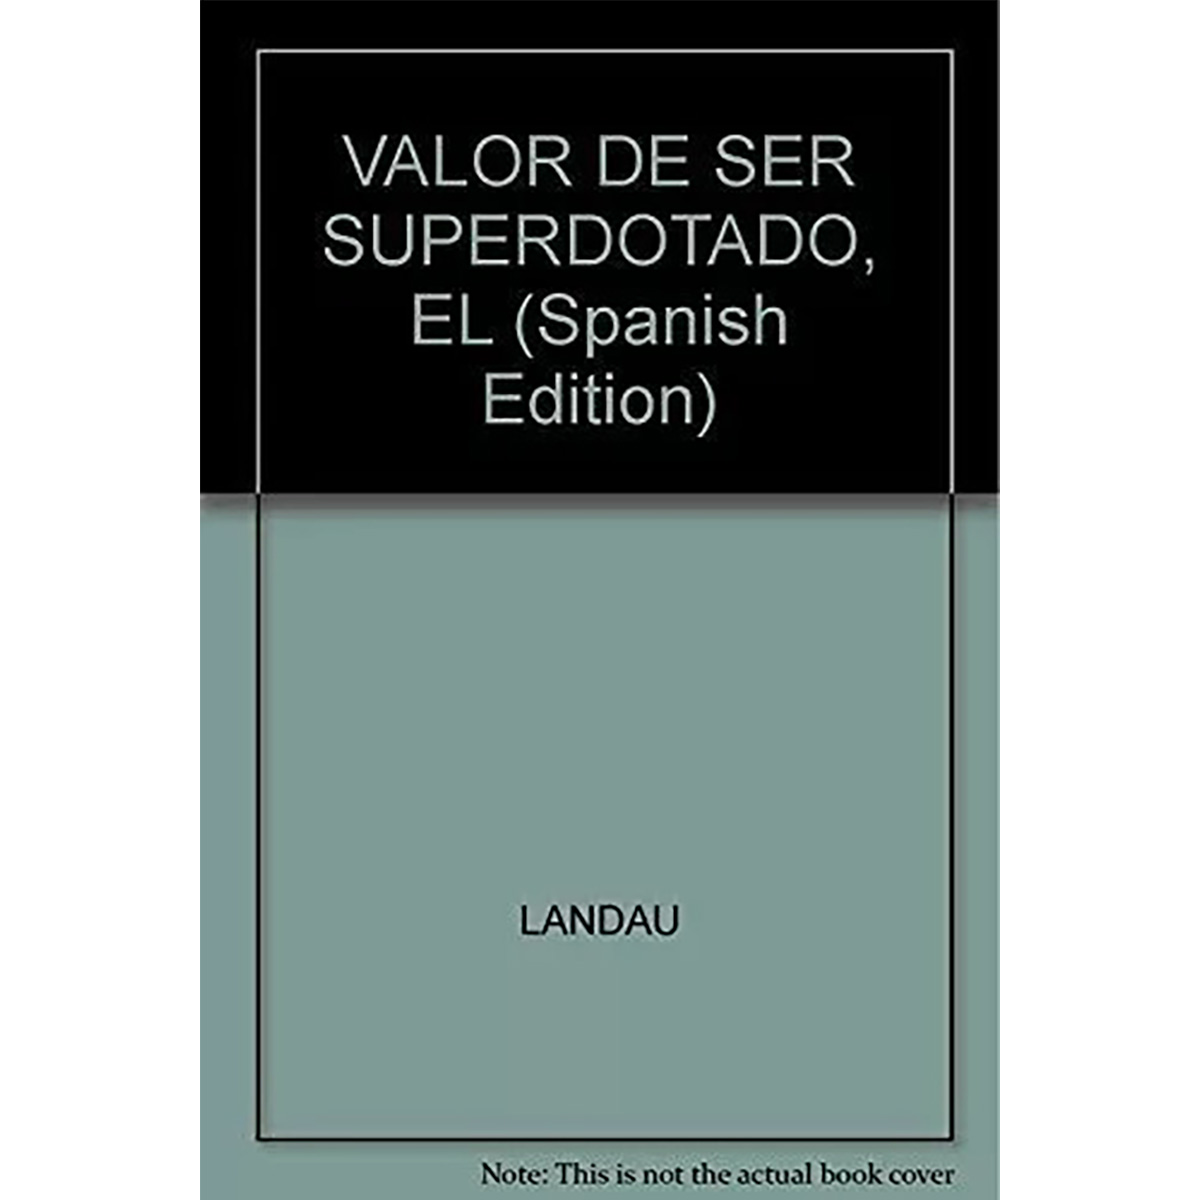 VALOR DE SER
SUPERDOTADO,
EL (Spanish
Edition)
LANDAU
Note: This is not the actual book cover